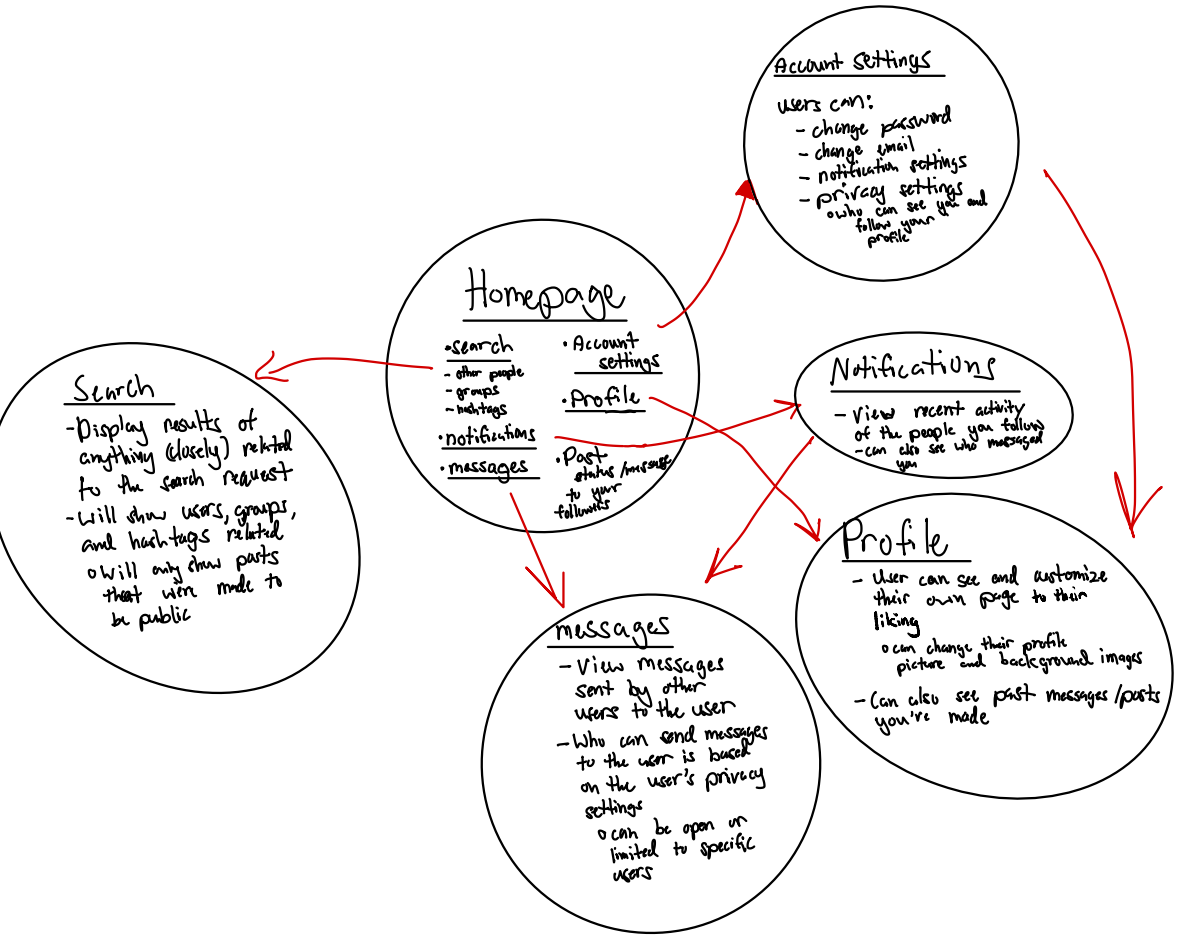 Account settings
users can:
- change password
- change email
- notification settings
- privacy settings
o who can see you and
follow your
profile
Homepage
• search
- other people
- groups
- hashtags
• notifications
• messages
• Account
settings
• Profile
• Post
status/message
to your
followers
Search
- Display results of
anything (closely) related
to the search request
- Will show users, groups,
and hashtags related
o Will only show posts
that were made to
be public
Notifications
- View recent activity
of the people you follow
- can also see who messaged
you
Profile
- User can see and customize
their own page to their
liking
o can change their profile
picture and background images
- Can also see past messages/posts
you've made
messages
- View messages
sent by other
users to the user
- Who can send messages
to the user is based
on the user's privacy
settings
o can be open or
limited to specific
users